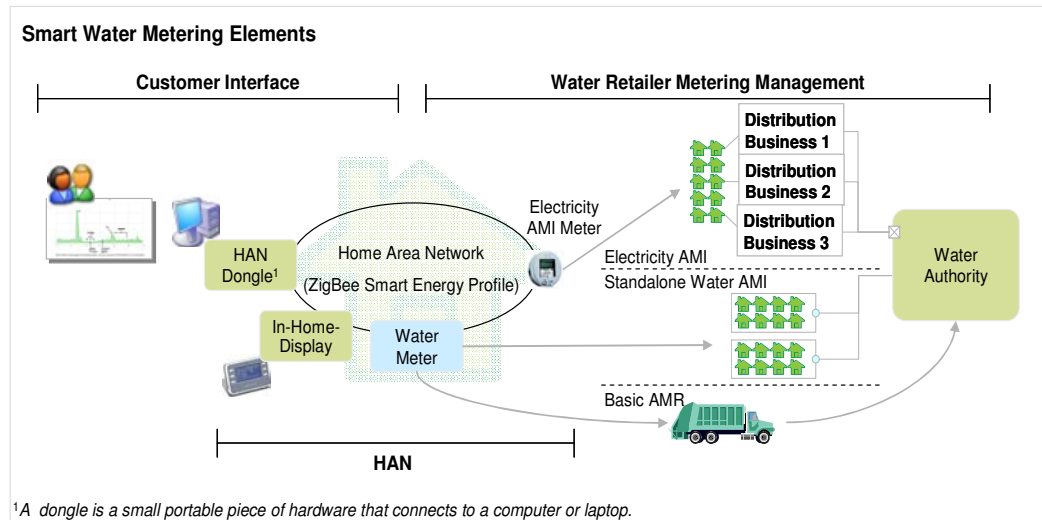 Smart Water Metering Elements
Customer Interface
Water Retailer Metering Management
Distribution
Business 1
Distribution
Business 2
Distribution
Business 3
Electricity
AMI Meter
Home Area Network
(ZigBee Smart Energy Profile)
HAN
Dongle1
In-Home-
Display
Water
Meter
Electricity AMI
Standalone Water AMI
Water
Authority
Basic AMR
HAN
1A dongle is a small portable piece of hardware that connects to a computer or laptop.